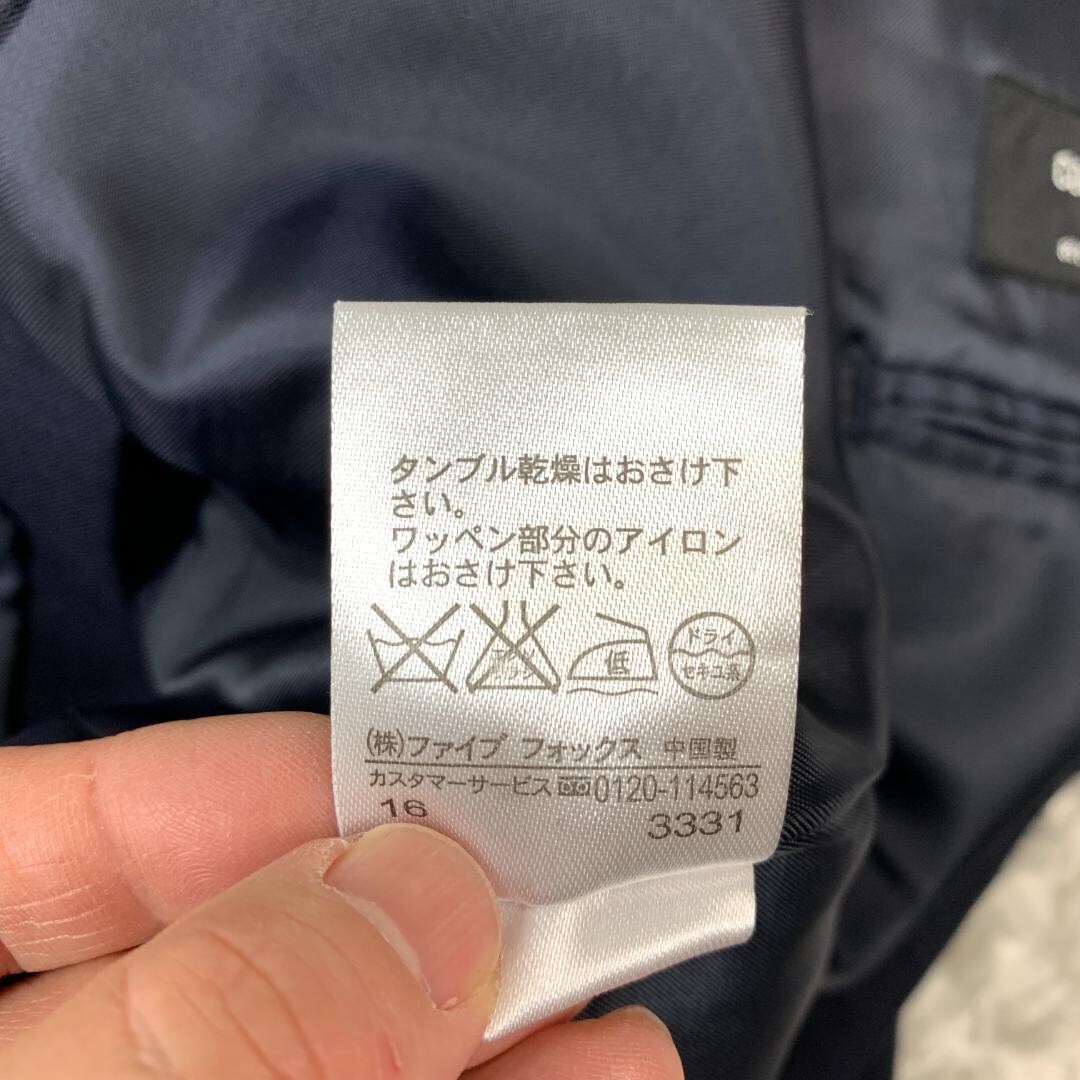 タンブル乾燥はおさけ下
さい。
ワッペン部分のアイロン
はおさけ下さい。
低
ドライ
セキユ系
(株)ファイブ フォックス 中国製
カスタマーサービス 0120-114563
16 3331